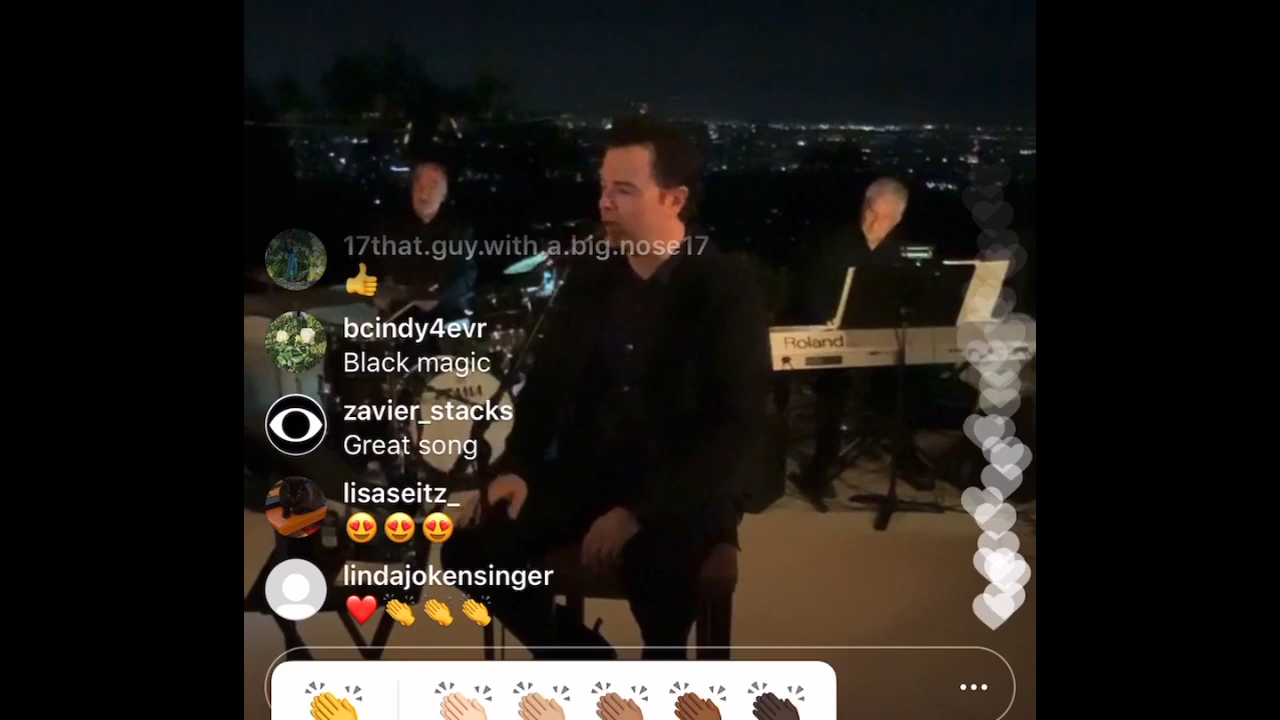 17that.guy.with.a.big.nose17
bcindy4evr
Black magic
Roland
zavier_stacks
Great song
lisaseitz_
lindajokensinger